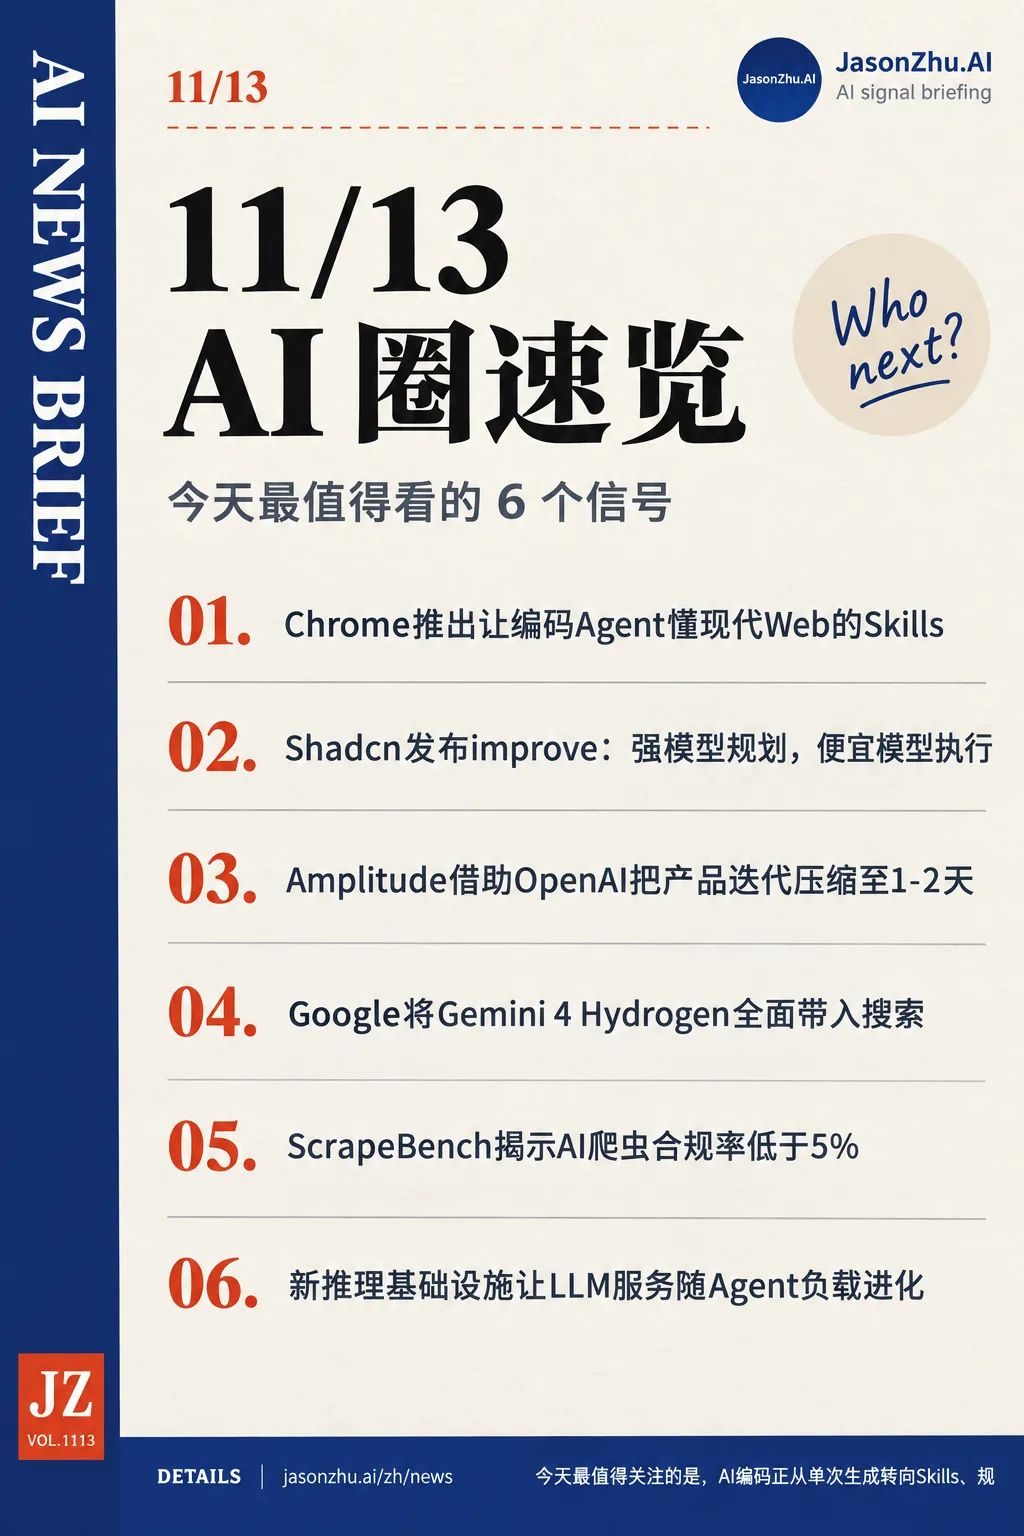 AI NEWS BRIEF
11/13
JasonZhu.AI
JasonZhu.AI
AI signal briefing
11/13
AI 圈速览
Who
next?
今天最值得看的 6 个信号
01. Chrome推出让编码Agent懂现代Web的Skills
02. Shadcn发布improve：强模型规划，便宜模型执行
03. Amplitude借助OpenAI把产品迭代压缩至1-2天
04. Google将Gemini 4 Hydrogen全面带入搜索
05. ScrapeBench揭示AI爬虫合规率低于5%
06. 新推理基础设施让LLM服务随Agent负载进化
JZ
VOL.1113
DETAILS | jasonzhu.ai/zh/news
今天最值得关注的是，AI编码正从单次生成转向Skills、规